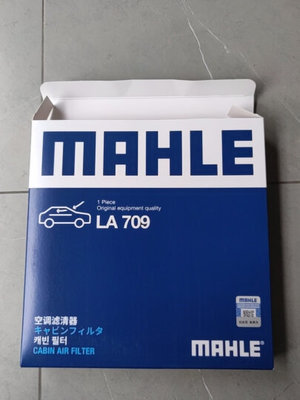 MAHLE
1 Piece
Original equipment quality
LA 709
空调滤清器
キャビンフィルタ
캐빈 필터
CABIN AIR FILTER
MAHLE